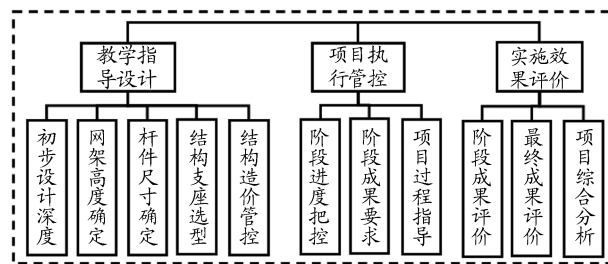 教学指
导设计
项目执
行管控
实施效
果评价
初步设计深度
网架高度确定
杆件尺寸确定
结构支座选型
结构造价管控
阶段进度把控
阶段成果要求
项目过程指导
阶段成果评价
最终成果评价
项目综合分析